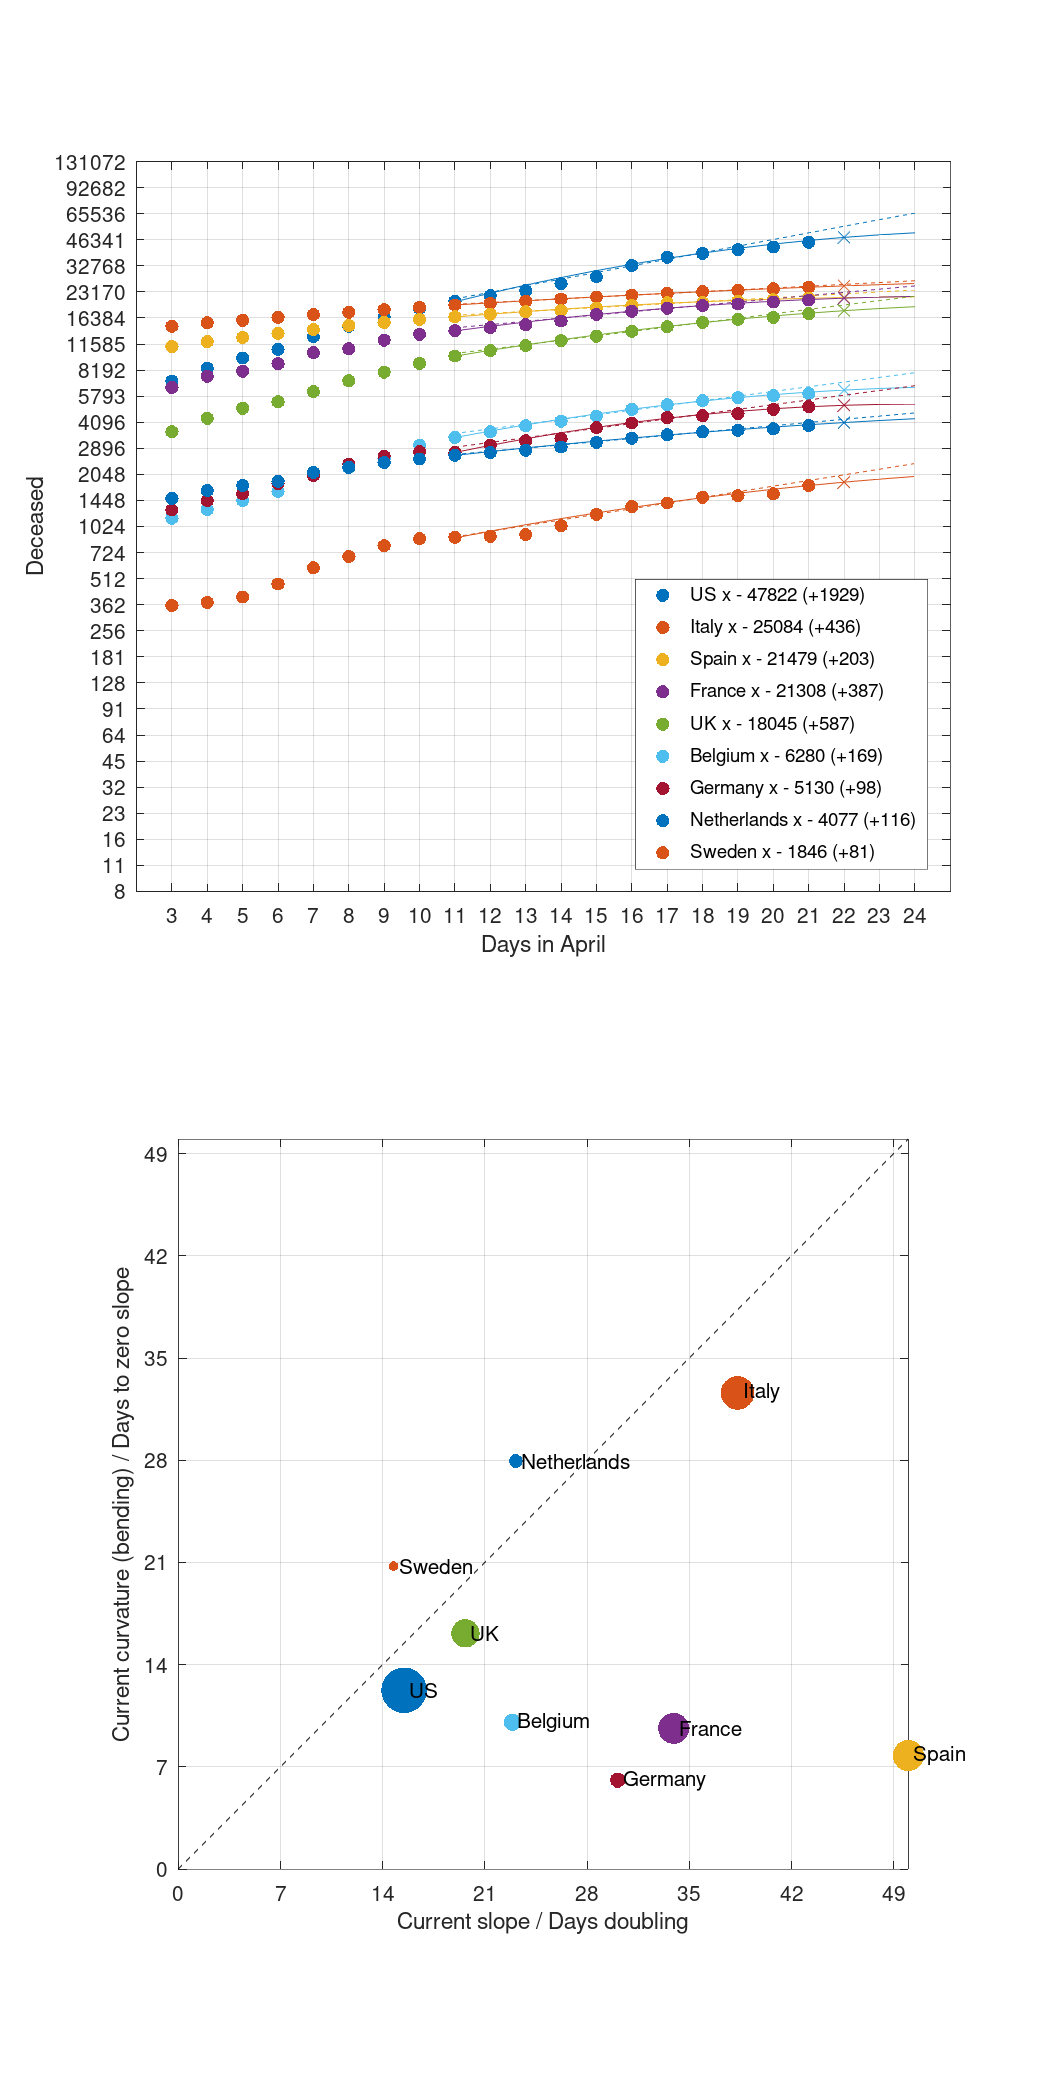 131072
92682
65536
46341
32768
23170
16384
11585
8192
5793
4096
2896
2048
1448
1024
724
512
362
256
181
128
91
64
45
32
23
16
11
8
Deceased
US x - 47822 (+1929)
Italy x - 25084 (+436)
Spain x - 21479 (+203)
France x - 21308 (+387)
UK x - 18045 (+587)
Belgium x - 6280 (+169)
Germany x - 5130 (+98)
Netherlands x - 4077 (+116)
Sweden x - 1846 (+81)
3 4 5 6 7 8 9 10 11 12 13 14 15 16 17 18 19 20 21 22 23 24
Days in April
49
42
35
28
21
14
7
0
Current curvature (bending) / Days to zero slope
Italy
Netherlands
Sweden
UK
US
Belgium
France
Spain
Germany
0 7 14 21 28 35 42 49
Current slope / Days doubling